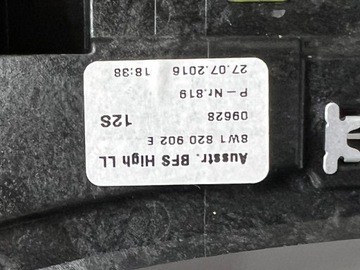 Ausstr. BFS High LL
8W1 820 902 E
09628 12S
P-Nr.819
27.07.2016 18:38